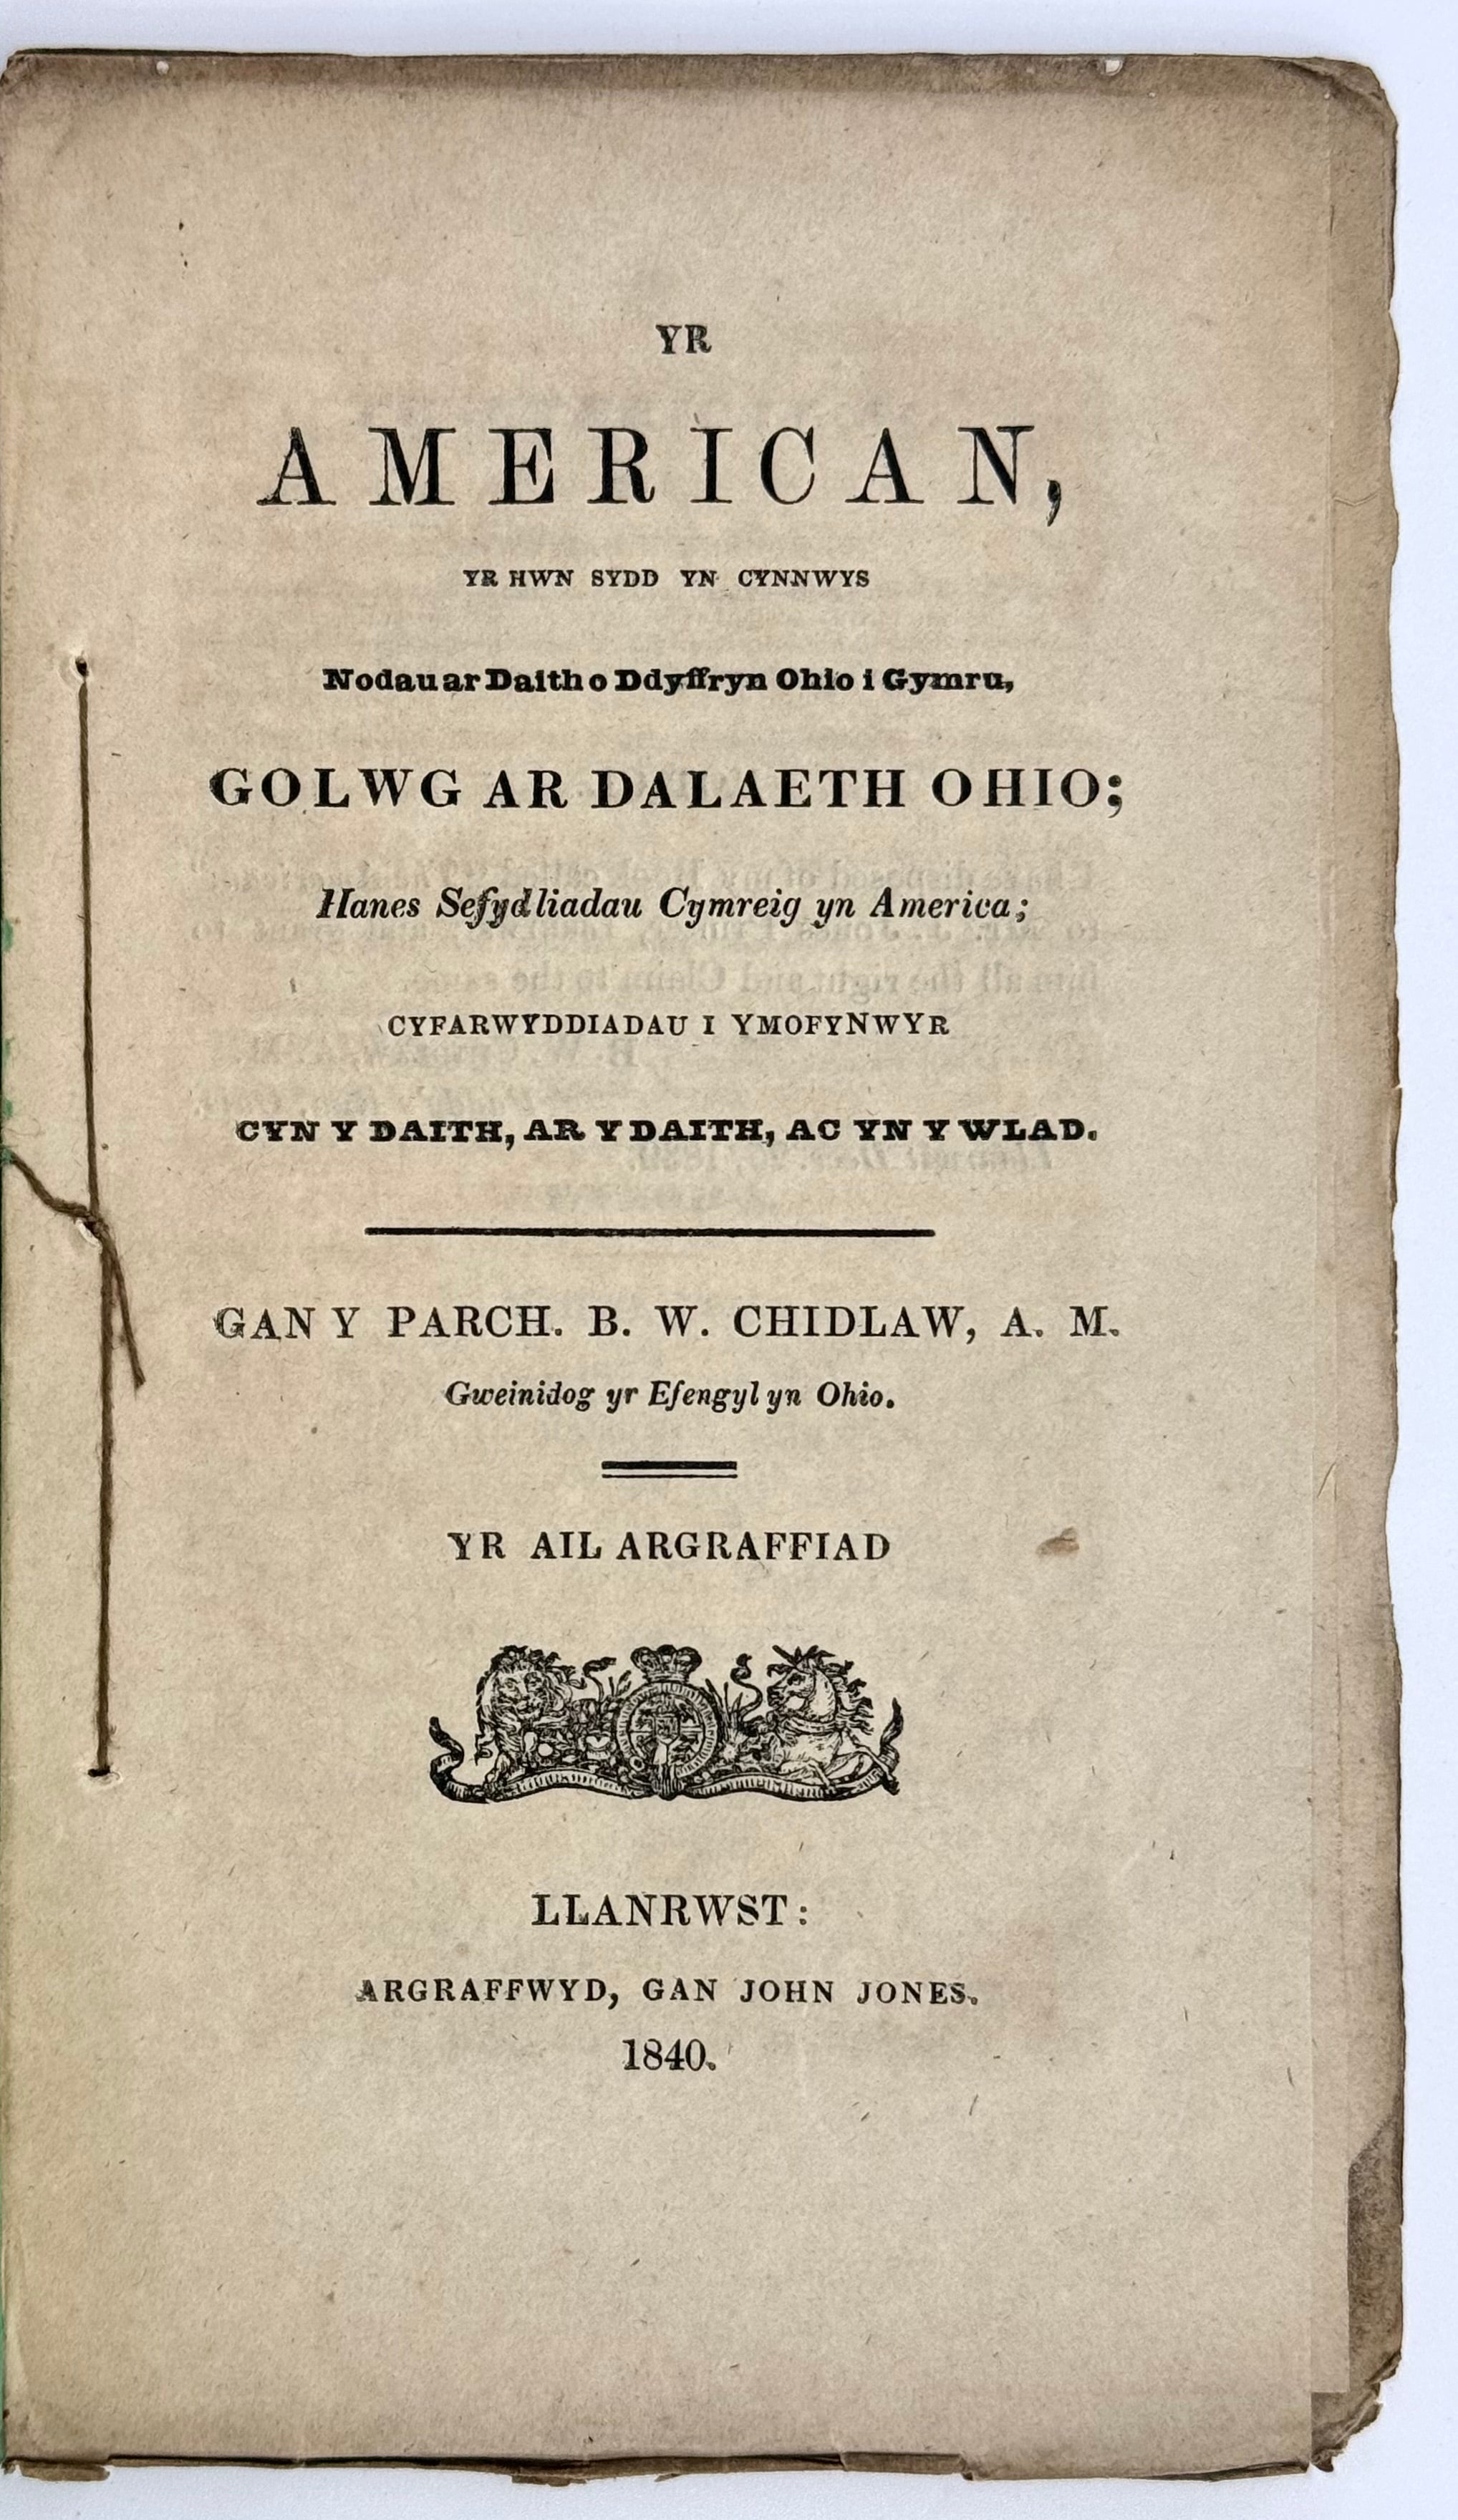 YR
AMERICAN,
YR HWN SYDD YN CYNNWYS
Nodau ar Daith o Ddyffryn Ohio i Gymru,
GOLWG AR DALAETH OHIO;
Hanes Sefydliadau Cymreig yn America;
CYFARWYDDIADAU I YMOFYNWYR
CYN Y DAITH, AR Y DAITH, AC YN Y WLAD.
GAN Y PARCH. B. W. CHIDLAW, A. M.
Gweinidog yr Efengyl yn Ohio.
YR AIL ARGRAFFIAD
LLANRWST:
ARGRAFFWYD, GAN JOHN JONES.
1840.